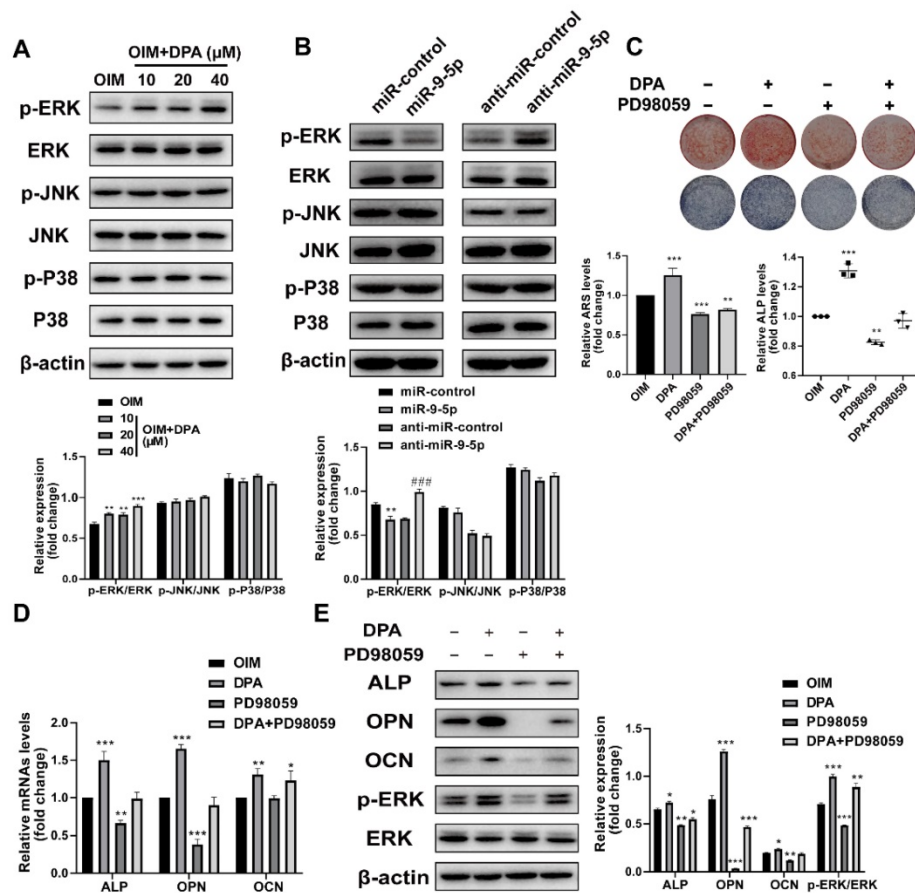 A
OIM+DPA (μM)
OIM 10 20 40
p-ERK
ERK
p-JNK
JNK
p-P38
P38
β-actin
OIM
10
20
40
OIM+DPA
(μM)
Relative expression
(fold change)
1.5
1.0
0.5
0.0
** ** ***
p-ERK/ERK p-JNK/JNK p-P38/P38
B
miR-control miR-9-5p anti-miR-control anti-miR-9-5p
p-ERK
ERK
p-JNK
JNK
p-P38
P38
β-actin
miR-control
miR-9-5p
anti-miR-control
anti-miR-9-5p
Relative expression
(fold change)
1.5
1.0
0.5
0.0
** ###
p-ERK/ERK p-JNK/JNK p-P38/P38
C
DPA − + − +
PD98059 − − + +
Relative ARS levels
(fold change)
1.5
1.0
0.5
0.0
*** *** **
OIM DPA PD98059 DPA+PD98059
Relative ALP levels
(fold change)
1.4
1.2
1.0
0.8
0.6
*** **
OIM DPA PD98059 DPA+PD98059
D
OIM
DPA
PD98059
DPA+PD98059
Relative mRNAs levels
(fold change)
2.0
1.5
1.0
0.5
0.0
*** ** *** *** ** *
ALP OPN OCN
E
DPA − + − +
PD98059 − − + +
ALP
OPN
OCN
p-ERK
ERK
β-actin
OIM
DPA
PD98059
DPA+PD98059
Relative expression
(fold change)
1.5
1.0
0.5
0.0
* ** * *** *** *** * ** *** *** **
ALP OPN OCN p-ERK/ERK